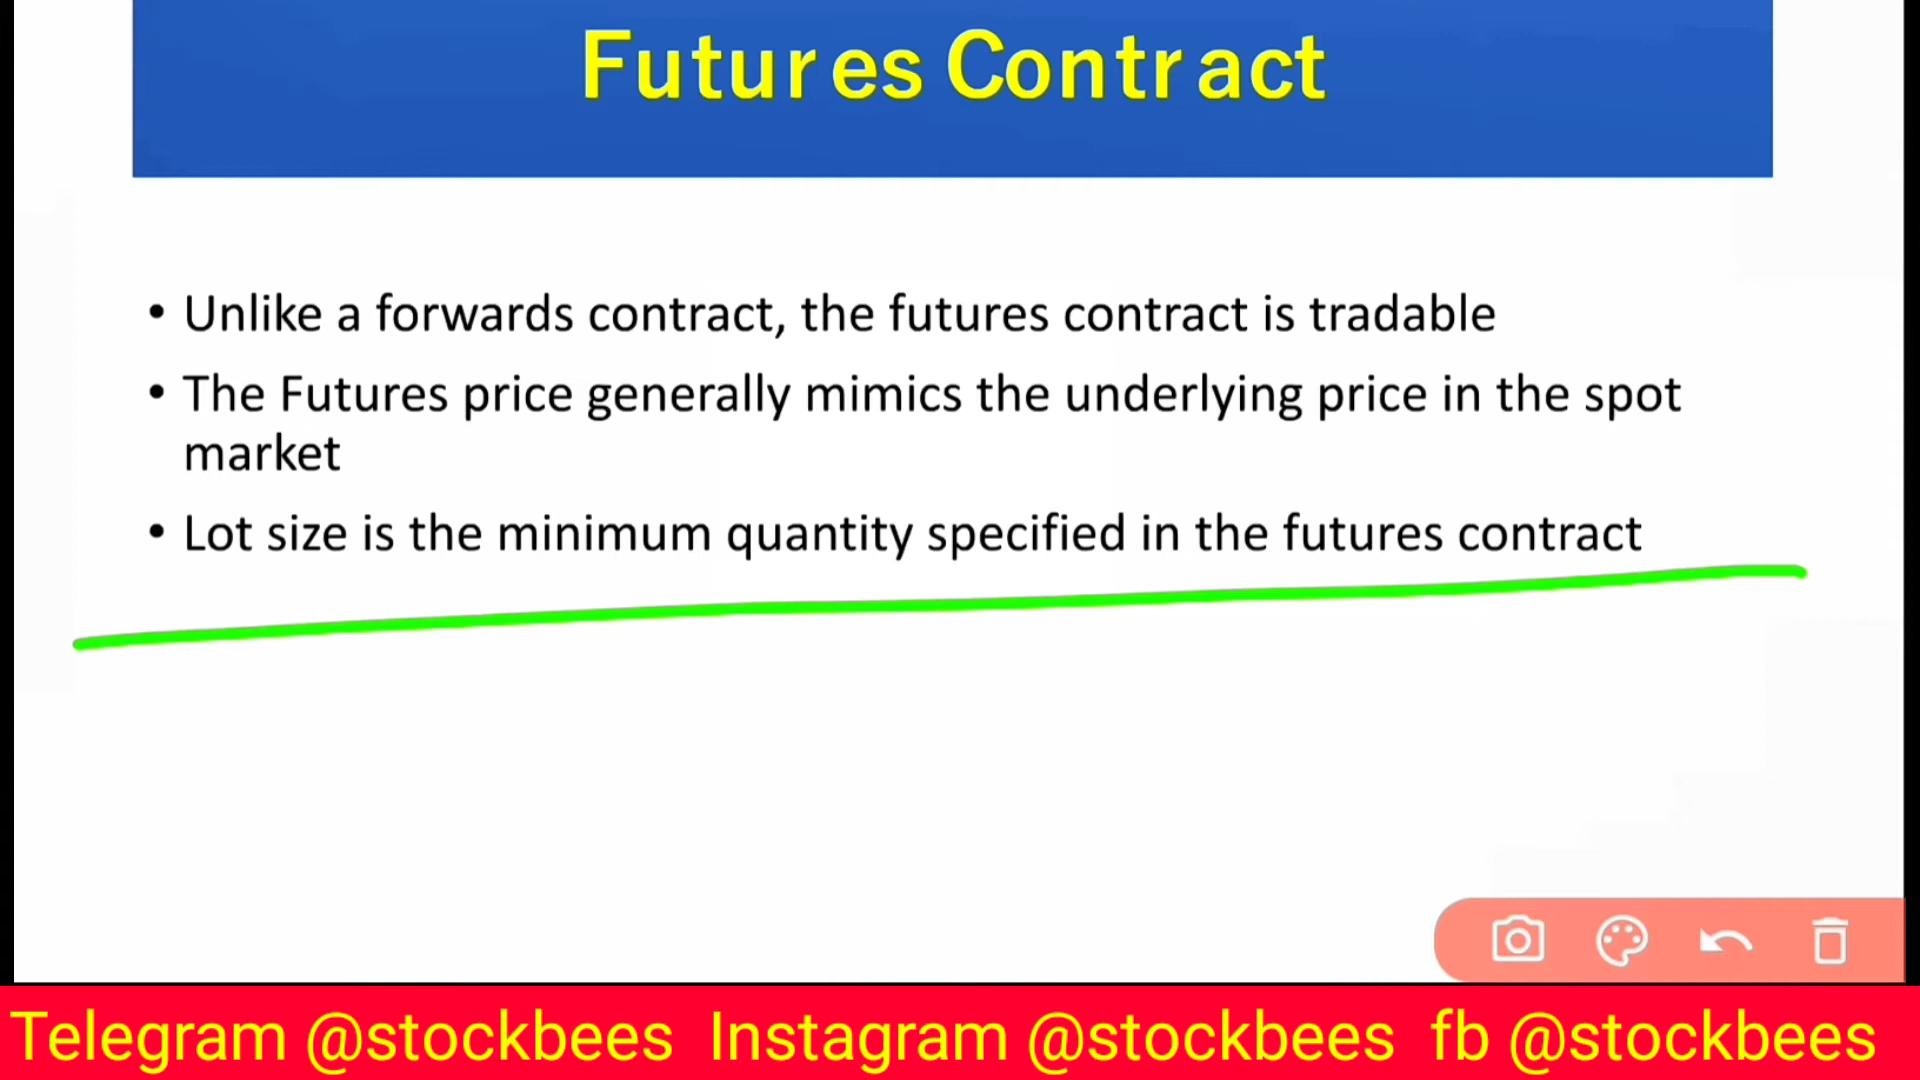 Futures Contract
• Unlike a forwards contract, the futures contract is tradable
• The Futures price generally mimics the underlying price in the spot
market
• Lot size is the minimum quantity specified in the futures contract
Telegram @stockbees Instagram @stockbees fb @stockbees